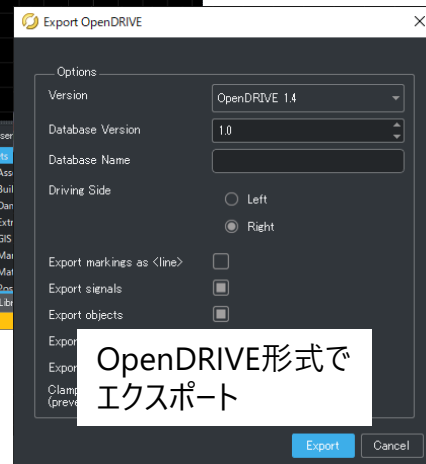 Export OpenDRIVE
Options
Version
OpenDRIVE 1.4
Database Version
1.0
Database Name
Driving Side
Left
Right
Export markings as <line>
Export signals
Export objects
OpenDRIVE形式で
エクスポート
Export
Cancel